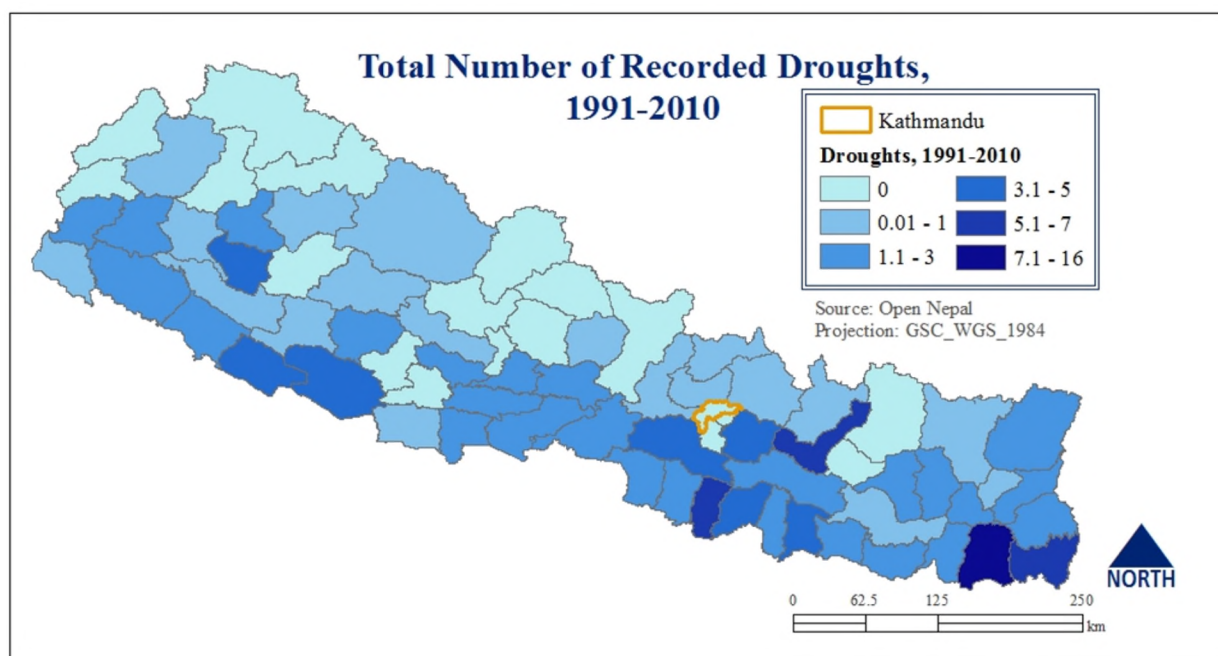 Total Number of Recorded Droughts,
1991-2010
Kathmandu
Droughts, 1991-2010
0
0.01 - 1
1.1 - 3
3.1 - 5
5.1 - 7
7.1 - 16
Source: Open Nepal
Projection: GSC_WGS_1984
NORTH
0 62.5 125 250
km